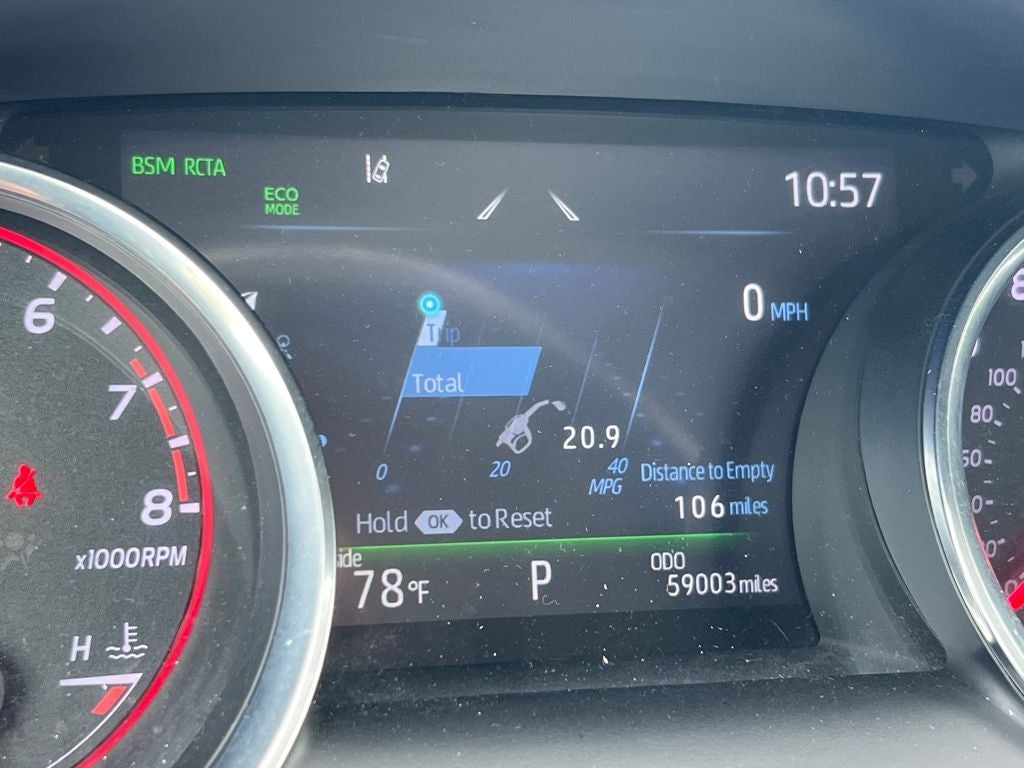 BSM RCTA
ECO
MODE
10:57
0 MPH
Trip
Total
20.9
0 20 40
MPG
Distance to Empty
106 miles
Hold OK to Reset
side
78°F
P
ODO
59003 miles
6
7
8
x1000RPM
H
100
80